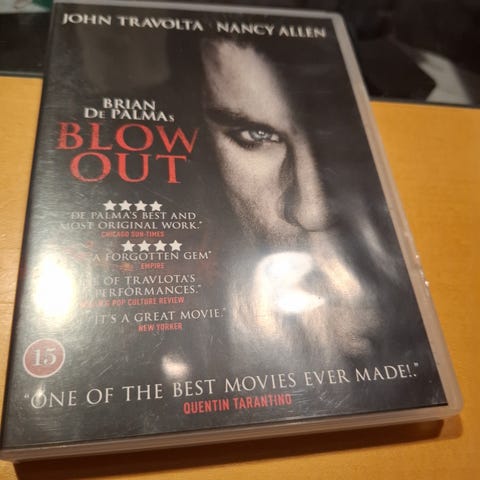 JOHN TRAVOLTA · NANCY ALLEN
BRIAN
DE PALMAS
BLOW
OUT
"DE PALMA'S BEST AND
MOST ORIGINAL WORK."
CHICAGO SUN-TIMES
"A FORGOTTEN GEM"
EMPIRE
OF TRAVLOTA'S
PERFORMANCES."
POP CULTURE REVIEW
"IT'S A GREAT MOVIE."
NEW YORKER
15
"ONE OF THE BEST MOVIES EVER MADE!."
QUENTIN TARANTINO